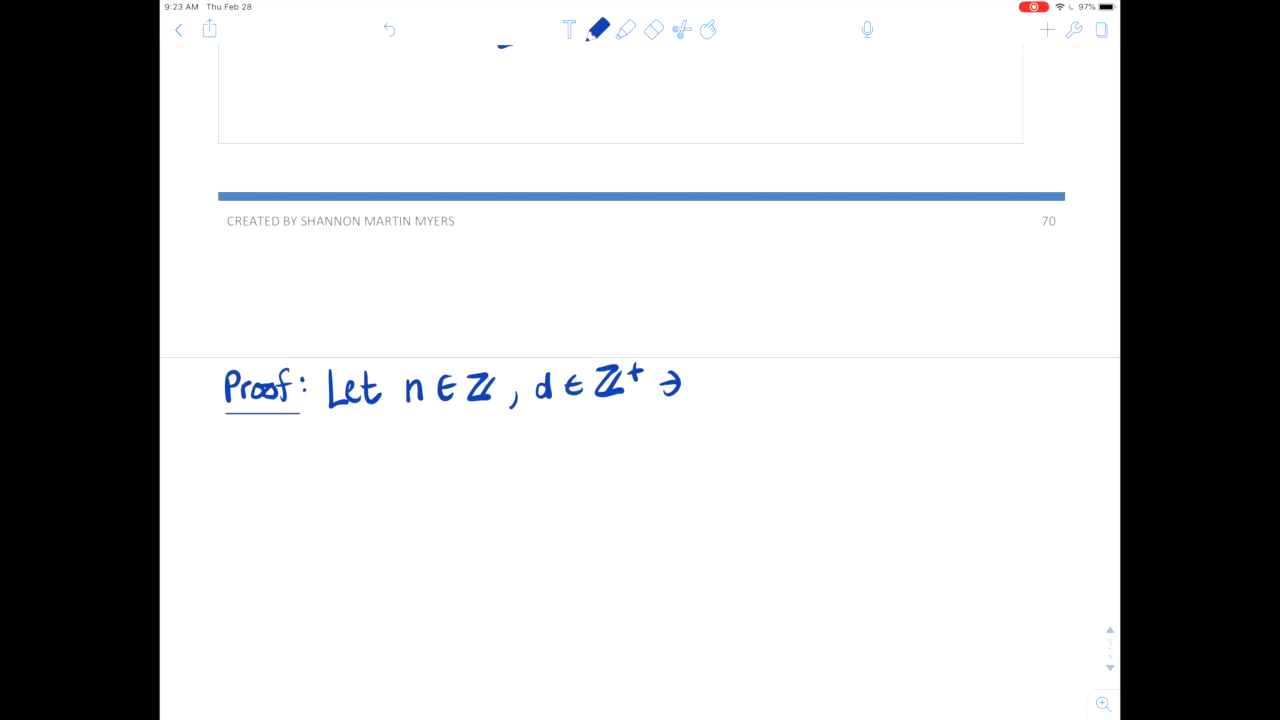 9:23 AM Thu Feb 28
97%
T
CREATED BY SHANNON MARTIN MYERS
70
Proof: Let n ∈ ℤ, d ∈ ℤ⁺ ∋